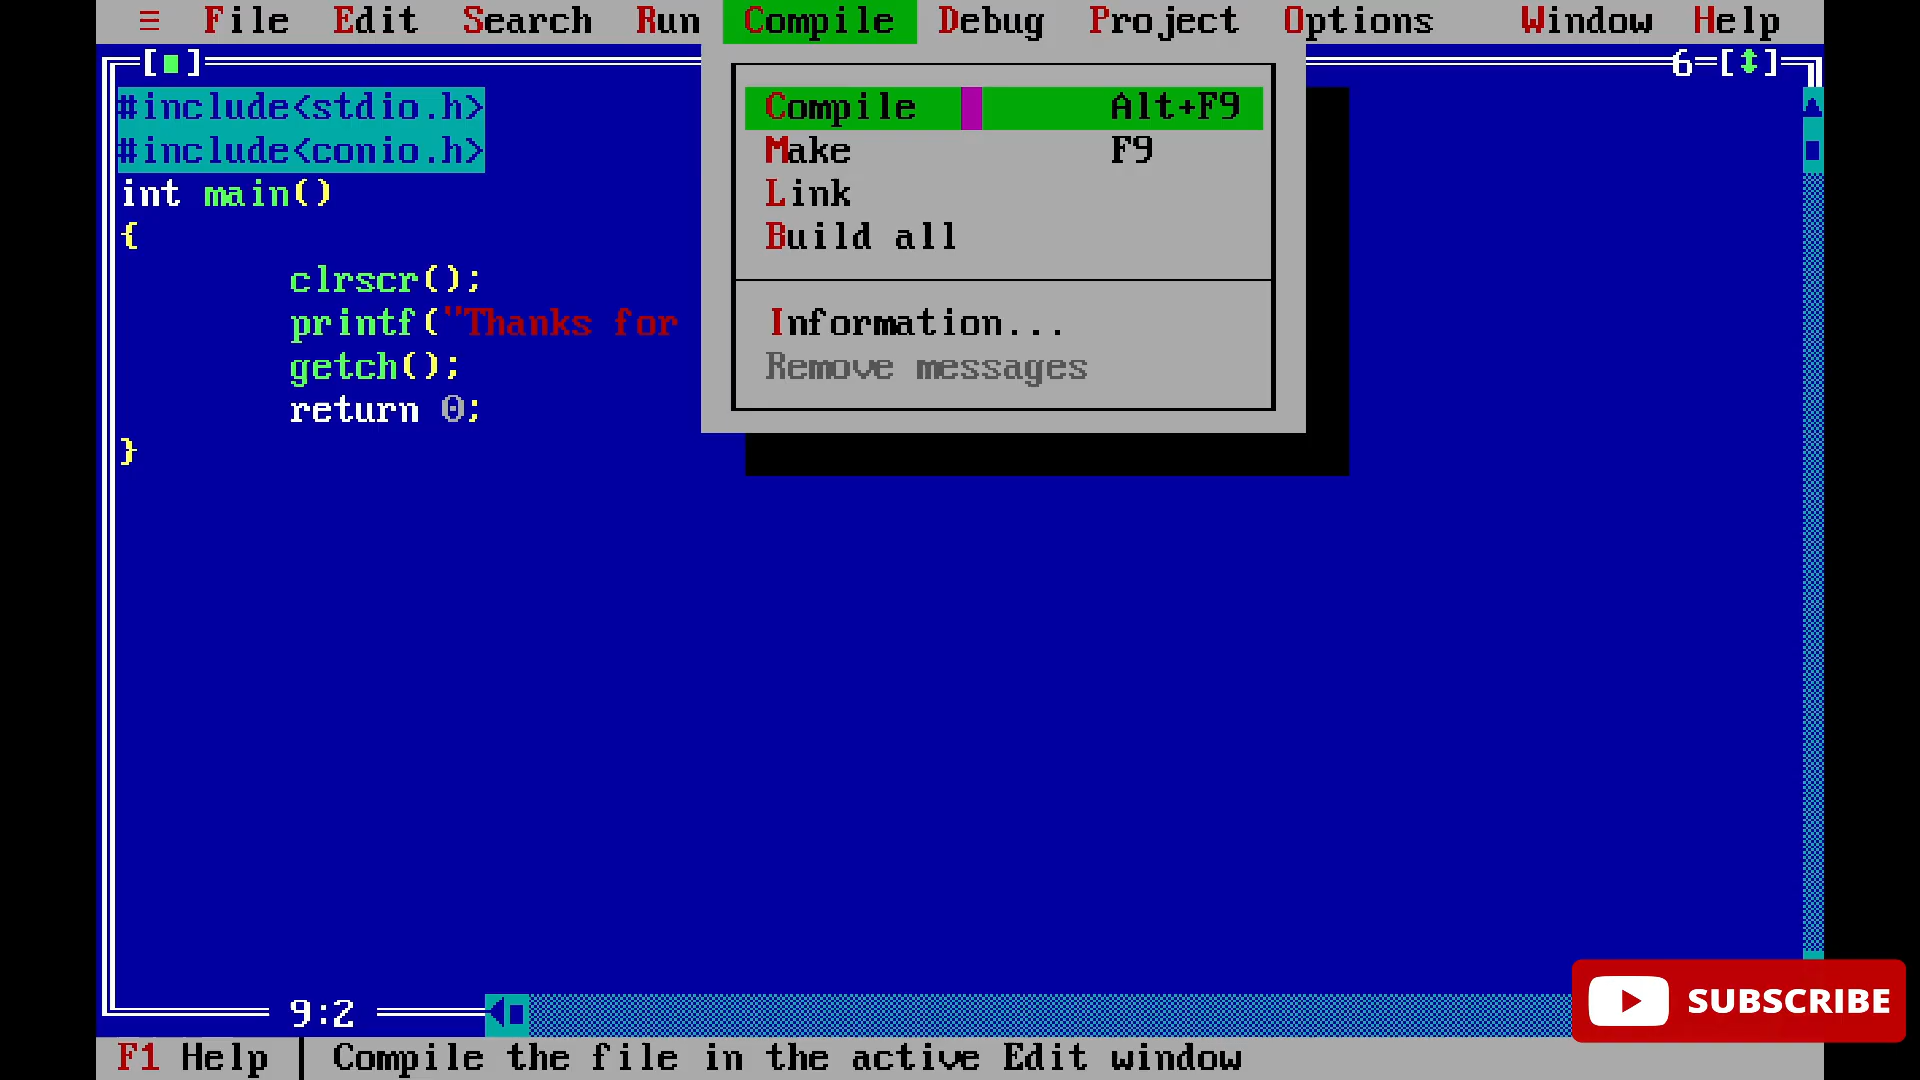 ≡ File Edit Search Run Compile Debug Project Options Window Help
[■] 6=[↕]
#include<stdio.h>
#include<conio.h>
int main()
{
clrscr();
printf("Thanks for
getch();
return 0;
}
Compile Alt+F9
Make F9
Link
Build all
Information...
Remove messages
9:2
SUBSCRIBE
F1 Help | Compile the file in the active Edit window